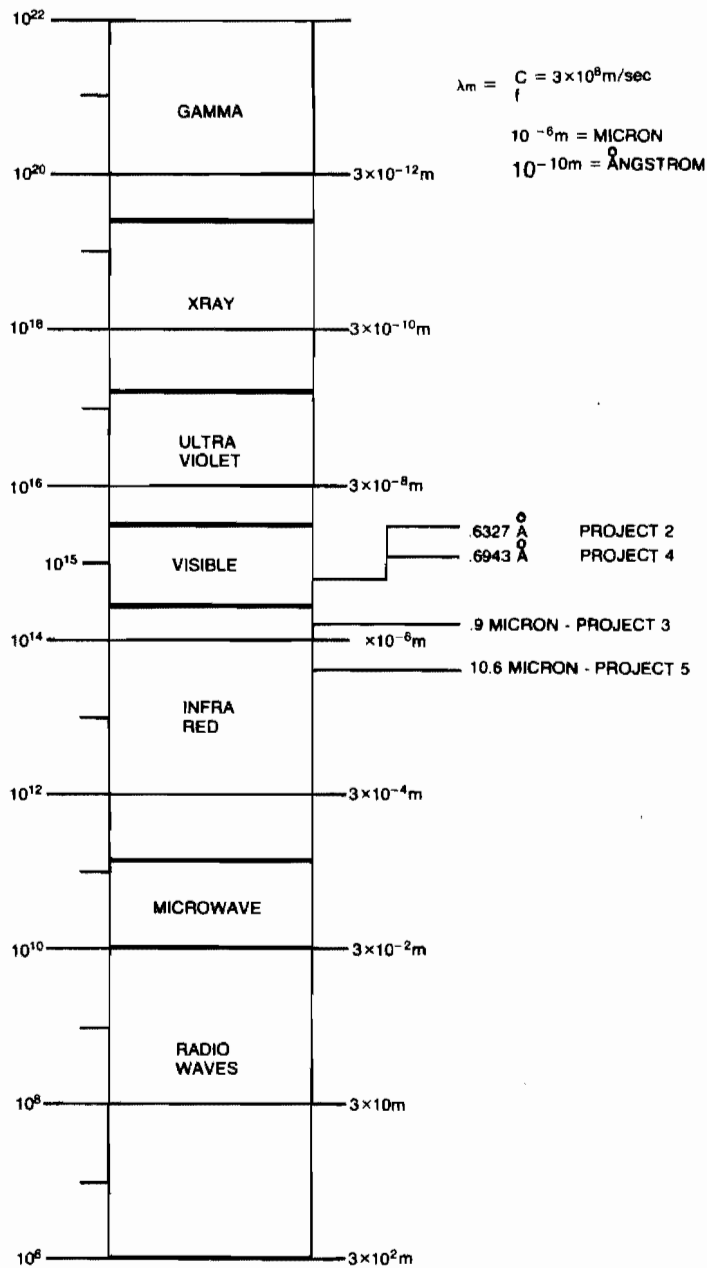 10²²
λm = C = 3×10⁸m/sec
f
10⁻⁶m = MICRON
10⁻¹⁰m = ÅNGSTROM
GAMMA
10²⁰ 3×10⁻¹²m
XRAY
10¹⁸ 3×10⁻¹⁰m
ULTRA
VIOLET
10¹⁶ 3×10⁻⁸m
.6327 Å PROJECT 2
10¹⁵ VISIBLE .6943 Å PROJECT 4
.9 MICRON - PROJECT 3
10¹⁴ ×10⁻⁶m
10.6 MICRON - PROJECT 5
INFRA
RED
10¹² 3×10⁻⁴m
MICROWAVE
10¹⁰ 3×10⁻²m
RADIO
WAVES
10⁸ 3×10m
10⁶ 3×10²m